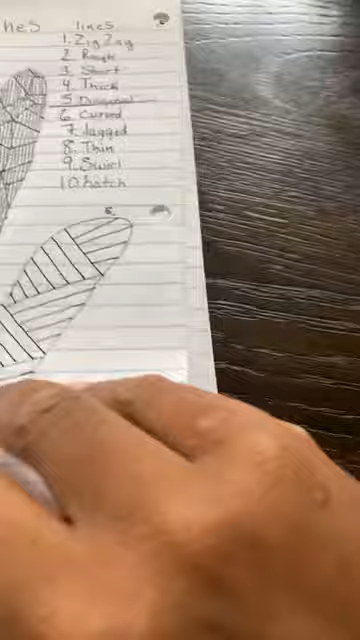 hes lines
1. Zig Zag
2. Rough
3. Short
4. Thick
5. Diagonal
6. Curved
7. Jagged
8. Thin
9. Swirl
10. hatch